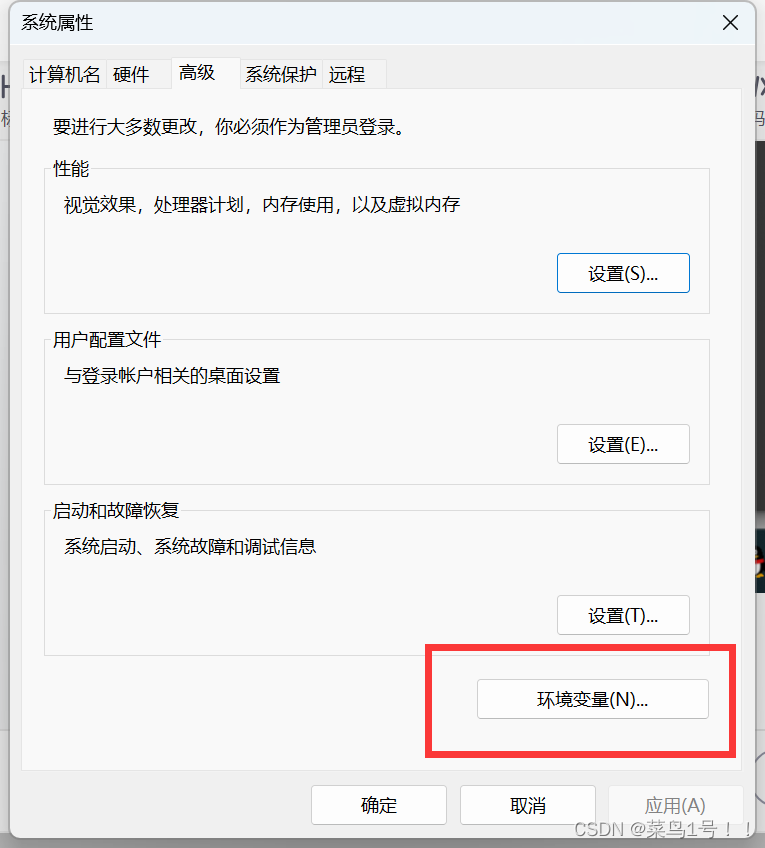 系统属性
计算机名 硬件 高级 系统保护 远程
要进行大多数更改，你必须作为管理员登录。
性能
视觉效果，处理器计划，内存使用，以及虚拟内存
设置(S)...
用户配置文件
与登录帐户相关的桌面设置
设置(E)...
启动和故障恢复
系统启动、系统故障和调试信息
设置(T)...
环境变量(N)...
确定 取消 应用(A)
CSDN @菜鸟1号！！